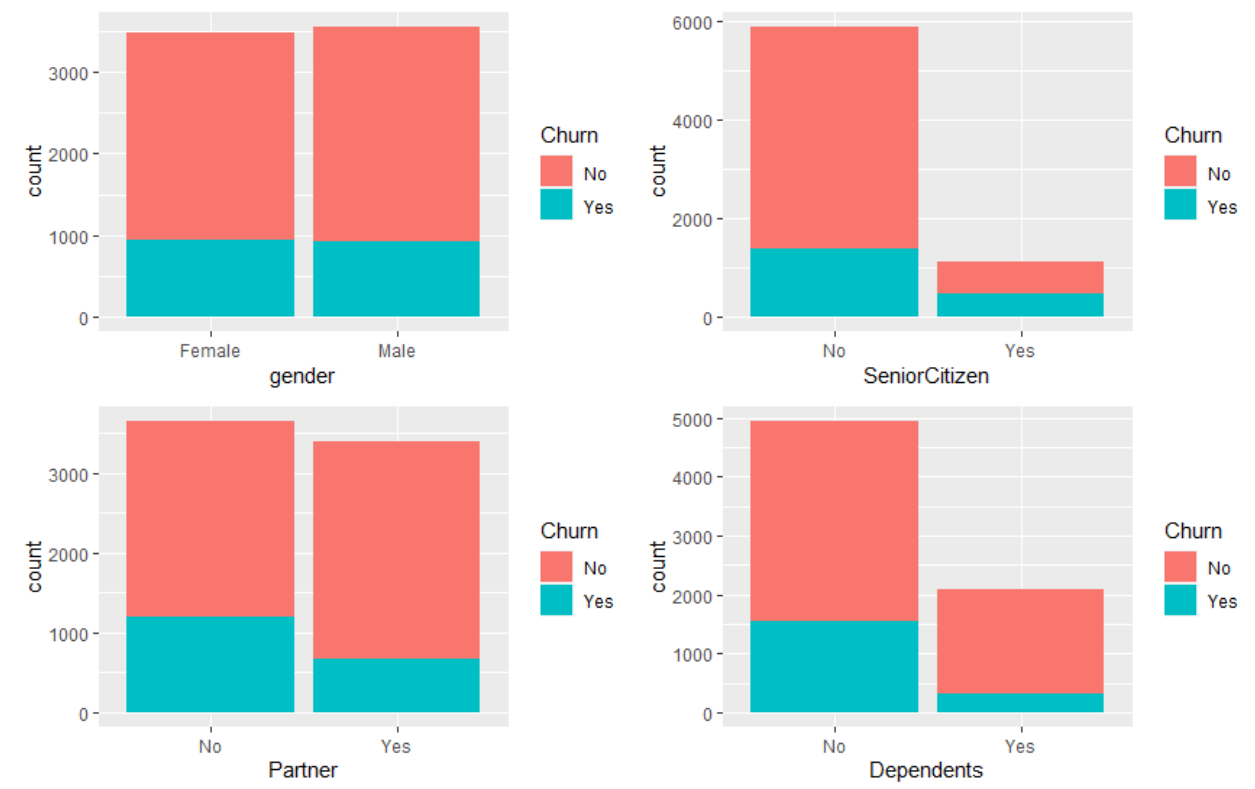 3000
2000
1000
0
count
Female
Male
gender
Churn
No
Yes
6000
4000
2000
0
count
No
Yes
SeniorCitizen
Churn
No
Yes
3000
2000
1000
0
count
No
Yes
Partner
Churn
No
Yes
5000
4000
3000
2000
1000
0
count
No
Yes
Dependents
Churn
No
Yes